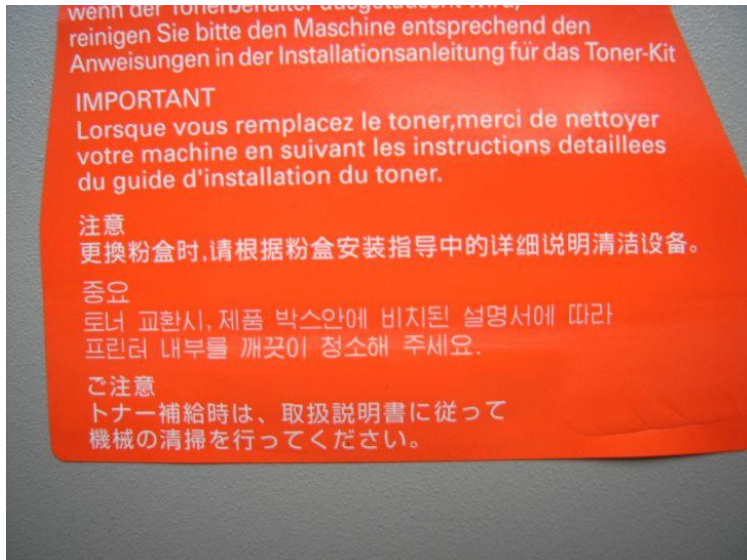 wenn der Tonerbehälter ausgetauscht wird,
reinigen Sie bitte den Maschine entsprechend den
Anweisungen in der Installationsanleitung für das Toner-Kit
IMPORTANT
Lorsque vous remplacez le toner,merci de nettoyer
votre machine en suivant les instructions detaillees
du guide d'installation du toner.
注意
更换粉盒时,请根据粉盒安装指导中的详细说明清洁设备。
중요
토너 교환시, 제품 박스안에 비치된 설명서에 따라
프린터 내부를 깨끗이 청소해 주세요.
ご注意
トナー補給時は、取扱説明書に従って
機械の清掃を行ってください。